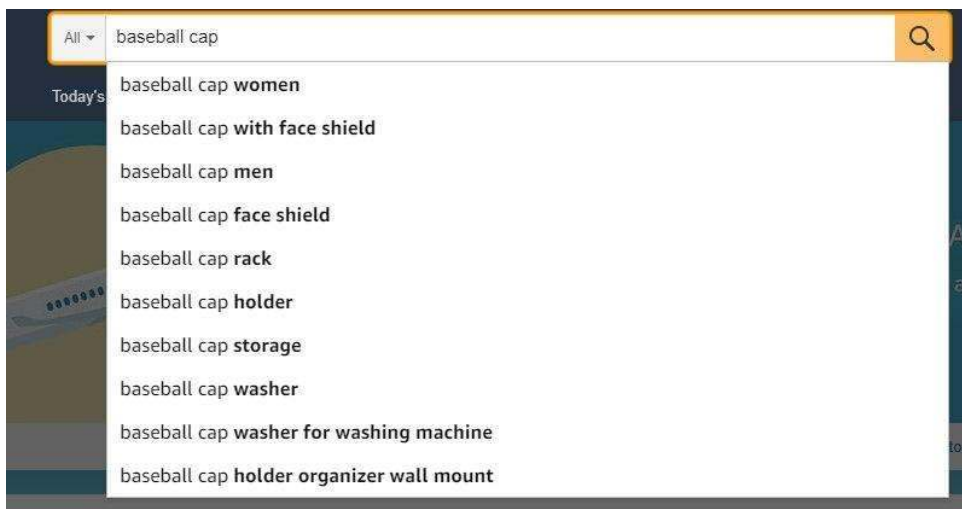 All
baseball cap
Today's
baseball cap women
baseball cap with face shield
baseball cap men
baseball cap face shield
baseball cap rack
baseball cap holder
baseball cap storage
baseball cap washer
baseball cap washer for washing machine
baseball cap holder organizer wall mount